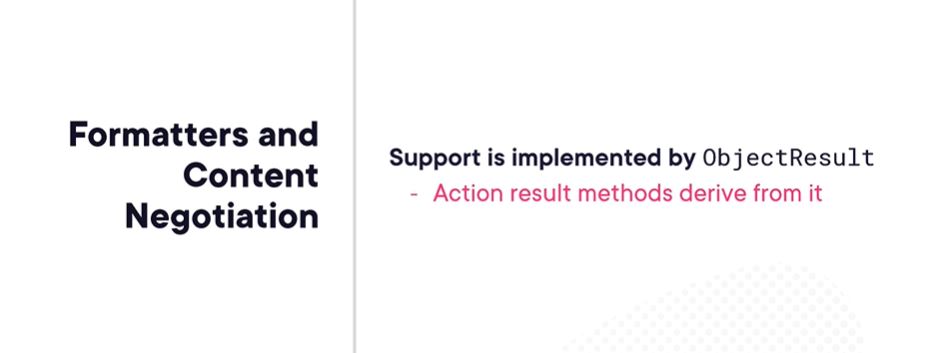 Formatters and
Content
Negotiation
Support is implemented by ObjectResult
- Action result methods derive from it